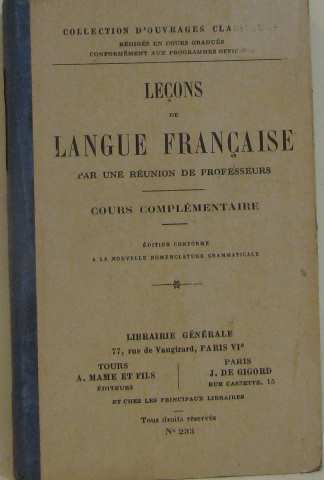 COLLECTION D'OUVRAGES
RÉDIGÉS EN COURS GRADUÉS
CONFORMÉMENT AUX PROGRAMMES
LEÇONS
DE
LANGUE FRANÇAISE
PAR UNE RÉUNION DE PROFESSEURS
COURS COMPLÉMENTAIRE
ÉDITION CONFORME
A LA NOUVELLE NOMENCLATURE GRAMMATICALE
LIBRAIRIE GÉNÉRALE
77, rue de Vaugirard, PARIS VIe
TOURS
A. MAME ET FILS
ÉDITEURS
PARIS
J. DE GIGORD
RUE CASSETTE, 15
ET CHEZ LES PRINCIPAUX LIBRAIRES
Tous droits réservés
No 233